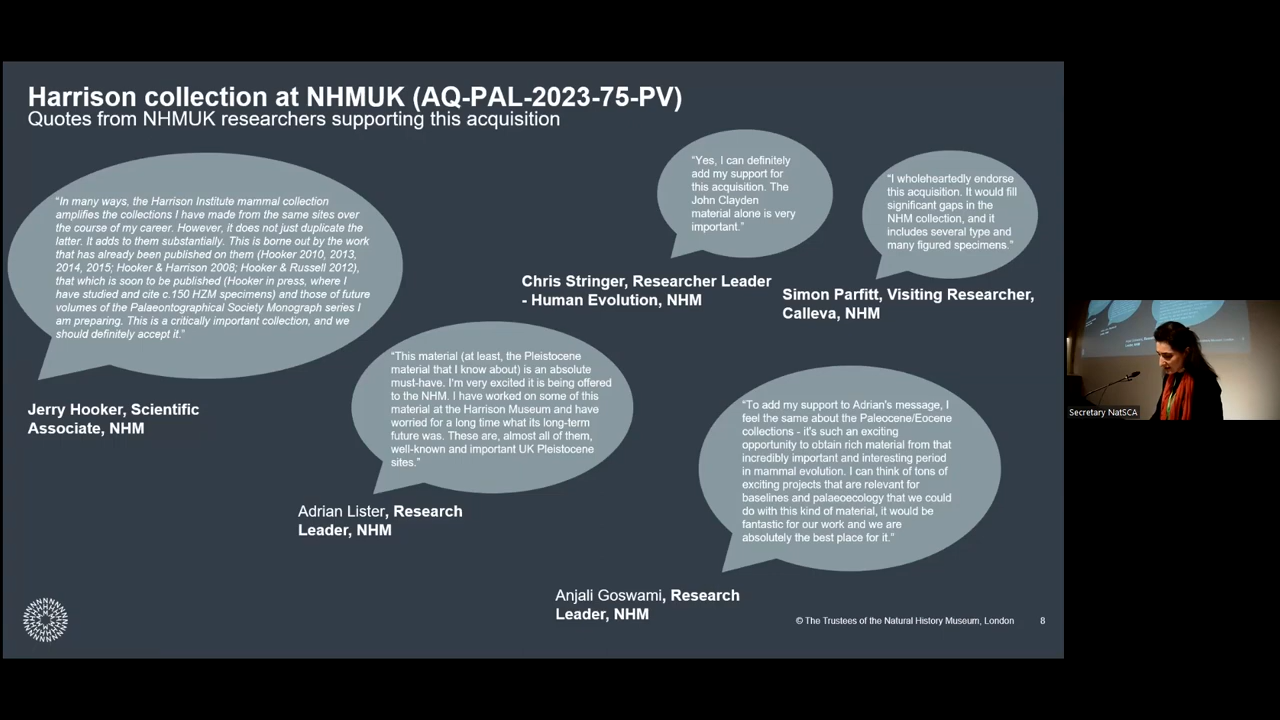 Harrison collection at NHMUK (AQ-PAL-2023-75-PV)
Quotes from NHMUK researchers supporting this acquisition
“In many ways, the Harrison Institute mammal collection
amplifies the collections I have made from the same sites over
the course of my career. However, it does not just duplicate the
latter. It adds to them substantially. This is borne out by the work
that has already been published on them (Hooker 2010, 2013,
2014, 2015; Hooker & Harrison 2008; Hooker & Russell 2012),
that which is soon to be published (Hooker in press, where I
have studied and cite c.150 HZM specimens) and those of future
volumes of the Palaeontographical Society Monograph series I
am preparing. This is a critically important collection, and we
should definitely accept it.”
Jerry Hooker, Scientific
Associate, NHM
“This material (at least, the Pleistocene
material that I know about) is an absolute
must-have. I'm very excited it is being offered
to the NHM. I have worked on some of this
material at the Harrison Museum and have
worried for a long time what its long-term
future was. These are, almost all of them,
well-known and important UK Pleistocene
sites.”
Adrian Lister, Research
Leader, NHM
“Yes, I can definitely
add my support for
this acquisition. The
John Clayden
material alone is very
important.”
Chris Stringer, Researcher Leader
- Human Evolution, NHM
“I wholeheartedly endorse
this acquisition. It would fill
significant gaps in the
NHM collection, and it
includes several type and
many figured specimens.”
Simon Parfitt, Visiting Researcher,
Calleva, NHM
“To add my support to Adrian's message, I
feel the same about the Paleocene/Eocene
collections - it's such an exciting
opportunity to obtain rich material from that
incredibly important and interesting period
in mammal evolution. I can think of tons of
exciting projects that are relevant for
baselines and palaeoecology that we could
do with this kind of material, it would be
fantastic for our work and we are
absolutely the best place for it.”
Anjali Goswami, Research
Leader, NHM
© The Trustees of the Natural History Museum, London
8
Secretary NatSCA